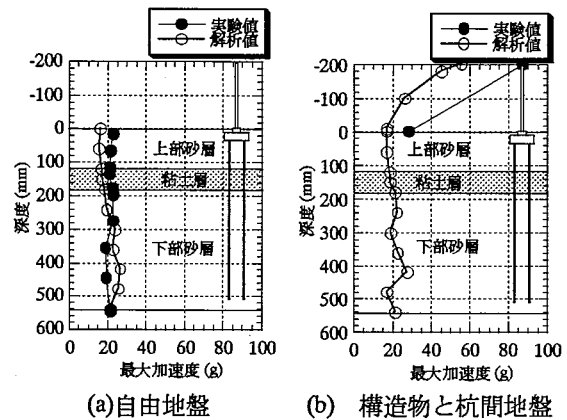 実験値
解析値
-200
-100
0
100
200
300
400
500
600
深度(mm)
上部砂層
粘土層
下部砂層
0 20 40 60 80 100
最大加速度(g)
(a)自由地盤
実験値
解析値
-200
-100
0
100
200
300
400
500
600
深度(mm)
上部砂層
粘土層
下部砂層
0 20 40 60 80 100
最大加速度(g)
(b) 構造物と杭間地盤